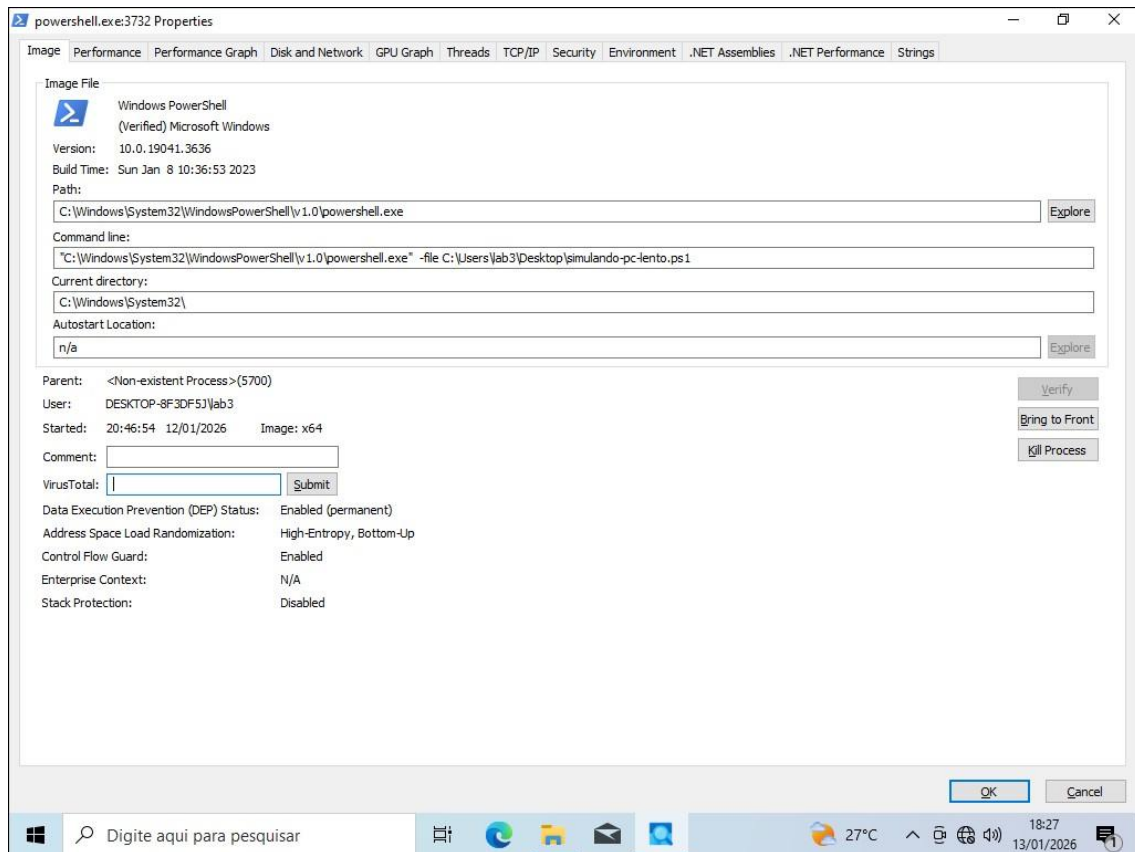 powershell.exe:3732 Properties
Image Performance Performance Graph Disk and Network GPU Graph Threads TCP/IP Security Environment .NET Assemblies .NET Performance Strings
Image File
Windows PowerShell
(Verified) Microsoft Windows
Version: 10.0.19041.3636
Build Time: Sun Jan 8 10:36:53 2023
Path:
C:\Windows\System32\WindowsPowerShell\v1.0\powershell.exe Explore
Command line:
"C:\Windows\System32\WindowsPowerShell\v1.0\powershell.exe" -file C:\Users\lab3\Desktop\simulando-pc-lento.ps1
Current directory:
C:\Windows\System32\
Autostart Location:
n/a Explore
Parent: <Non-existent Process>(5700)
Verify
User: DESKTOP-8F3DF5J\lab3
Started: 20:46:54 12/01/2026 Image: x64 Bring to Front
Comment: Kill Process
VirusTotal: Submit
Data Execution Prevention (DEP) Status: Enabled (permanent)
Address Space Load Randomization: High-Entropy, Bottom-Up
Control Flow Guard: Enabled
Enterprise Context: N/A
Stack Protection: Disabled
OK Cancel
Digite aqui para pesquisar 27°C 18:27
13/01/2026 1